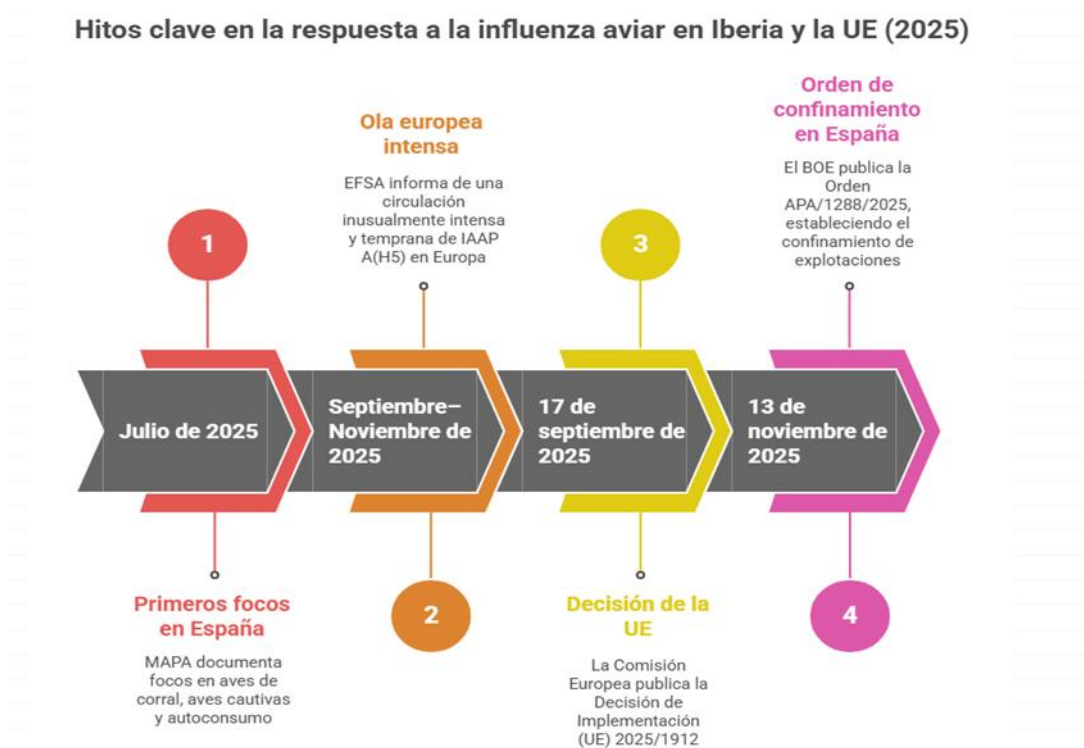 Hitos clave en la respuesta a la influenza aviar en Iberia y la UE (2025)
1
Julio de 2025
Primeros focos
en España
MAPA documenta
focos en aves de
corral, aves cautivas
y autoconsumo
Ola europea
intensa
EFSA informa de una
circulación
inusualmente intensa
y temprana de IAAP
A(H5) en Europa
Septiembre–
Noviembre de
2025
2
3
17 de
septiembre de
2025
Decisión de la
UE
La Comisión
Europea publica la
Decisión de
Implementación
(UE) 2025/1912
Orden de
confinamiento
en España
El BOE publica la
Orden
APA/1288/2025,
estableciendo el
confinamiento de
explotaciones
13 de
noviembre de
2025
4